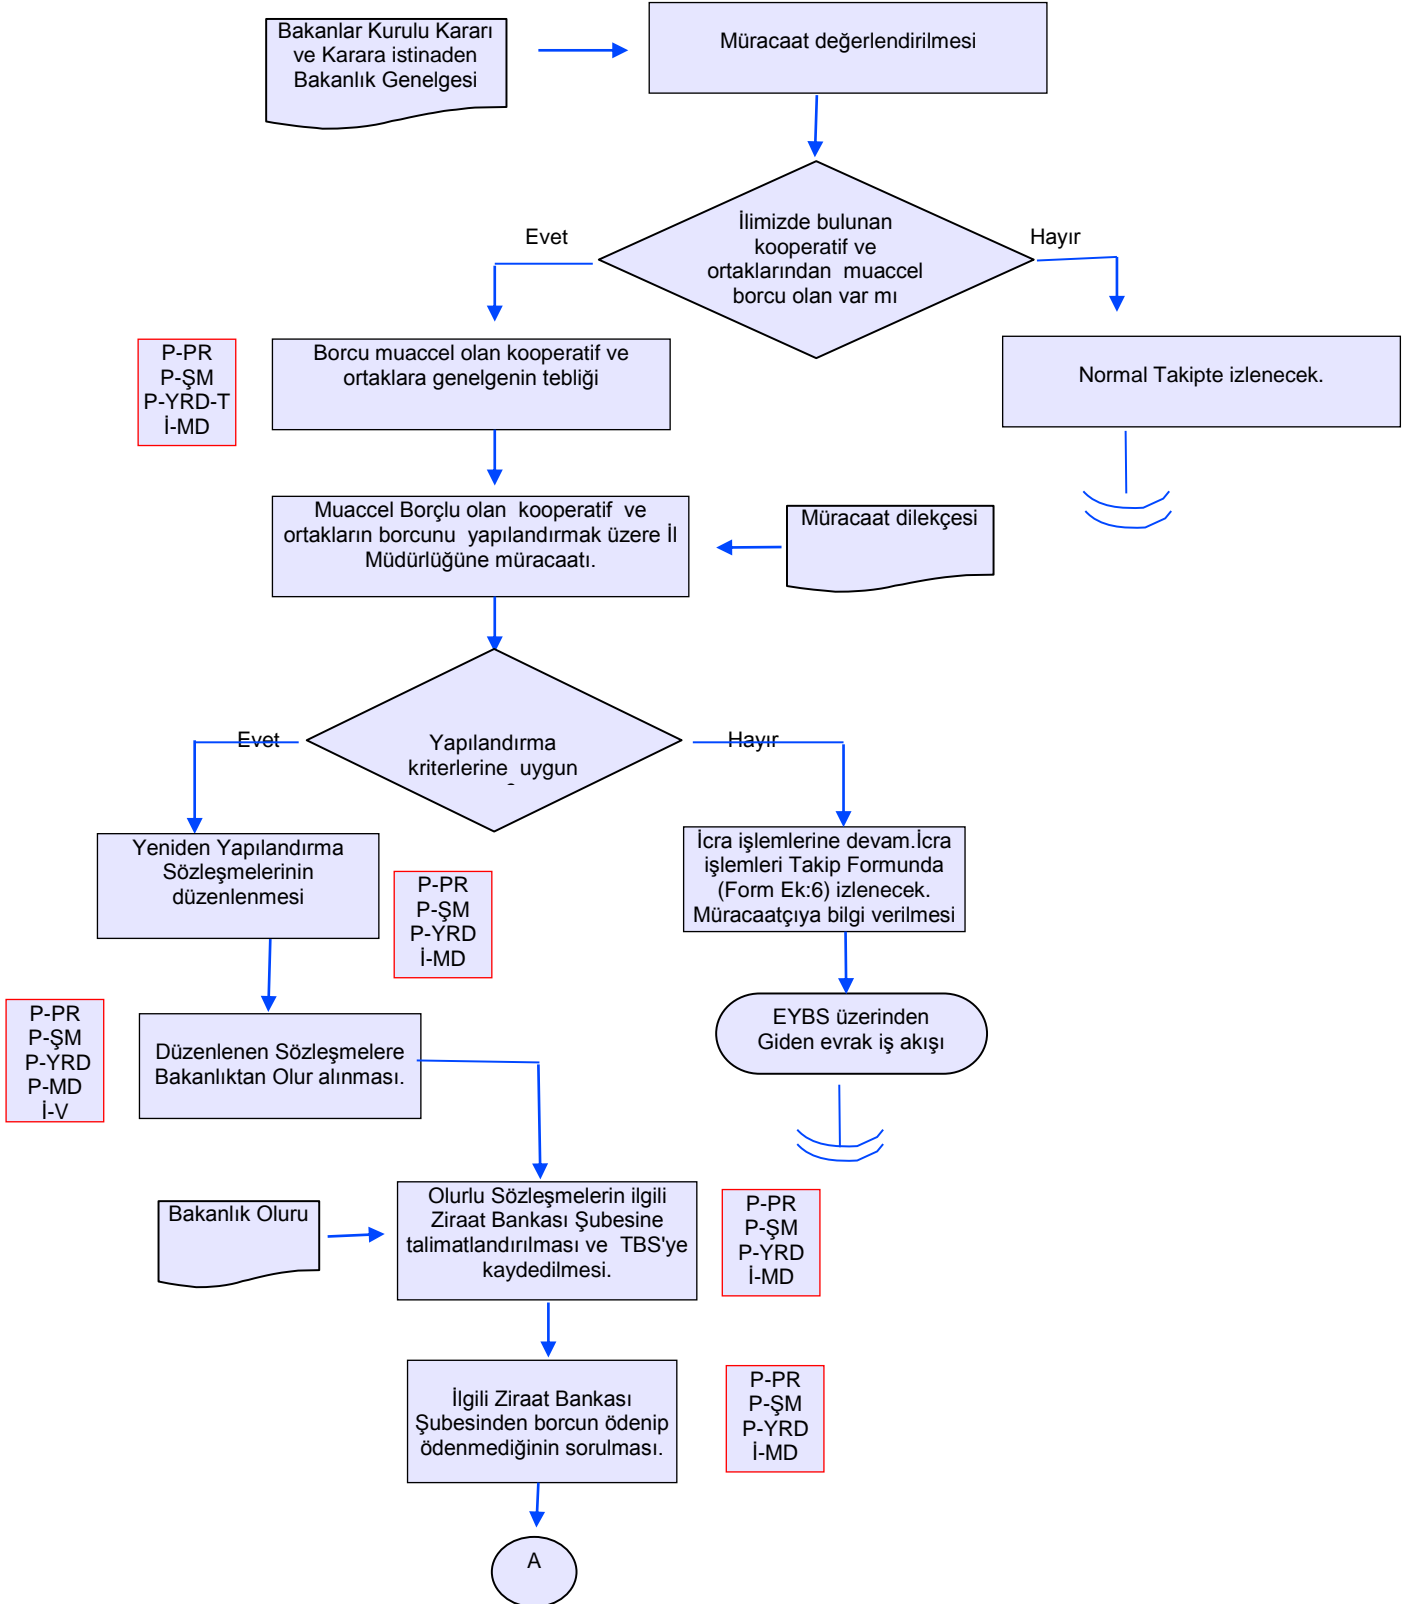 Bakanlar Kurulu Kararı
ve Karara istinaden
Bakanlık Genelgesi
Müracaat değerlendirilmesi
İlimizde bulunan
kooperatif ve
ortaklarından muaccel
borcu olan var mı
Evet
Hayır
P-PR
P-ŞM
P-YRD-T
İ-MD
Borcu muaccel olan kooperatif ve
ortaklara genelgenin tebliği
Normal Takipte izlenecek.
Muaccel Borçlu olan kooperatif ve
ortakların borcunu yapılandırmak üzere İl
Müdürlüğüne müracaatı.
Müracaat dilekçesi
Evet
Yapılandırma
kriterlerine uygun
Hayır
Yeniden Yapılandırma
Sözleşmelerinin
düzenlenmesi
P-PR
P-ŞM
P-YRD
İ-MD
İcra işlemlerine devam.İcra
işlemleri Takip Formunda
(Form Ek:6) izlenecek.
Müracaatçıya bilgi verilmesi
P-PR
P-ŞM
P-YRD
P-MD
İ-V
Düzenlenen Sözleşmelere
Bakanlıktan Olur alınması.
EYBS üzerinden
Giden evrak iş akışı
Bakanlık Oluru
Olurlu Sözleşmelerin ilgili
Ziraat Bankası Şubesine
talimatlandırılması ve TBS'ye
kaydedilmesi.
P-PR
P-ŞM
P-YRD
İ-MD
İlgili Ziraat Bankası
Şubesinden borcun ödenip
ödenmediğinin sorulması.
P-PR
P-ŞM
P-YRD
İ-MD
A